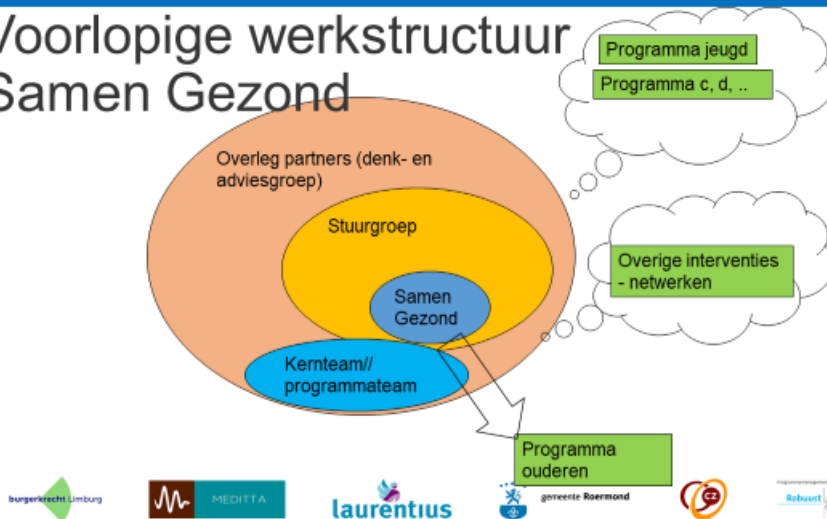 Voorlopige werkstructuur
Samen Gezond
Programma jeugd
Programma c, d, ..
Overleg partners (denk- en
adviesgroep)
Stuurgroep
Overige interventies
- netwerken
Samen
Gezond
Kernteam//
programmateam
Programma
ouderen
burgerkracht Limburg
MEDITTA
laurentius
gemeente Roermond
CZ
Robuust